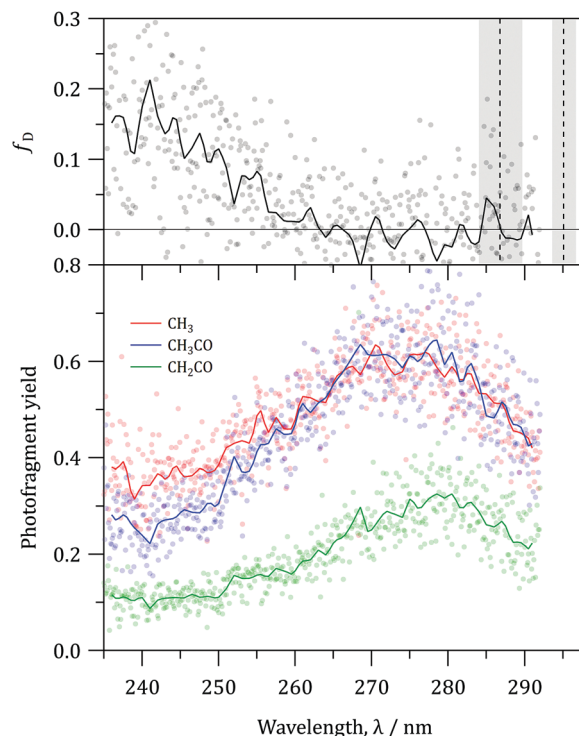 0.3
0.2
0.1
0.0
f_D
0.8
0.6
0.4
0.2
0.0
Photofragment yield
CH₃
CH₃CO
CH₂CO
240 250 260 270 280 290
Wavelength, λ / nm